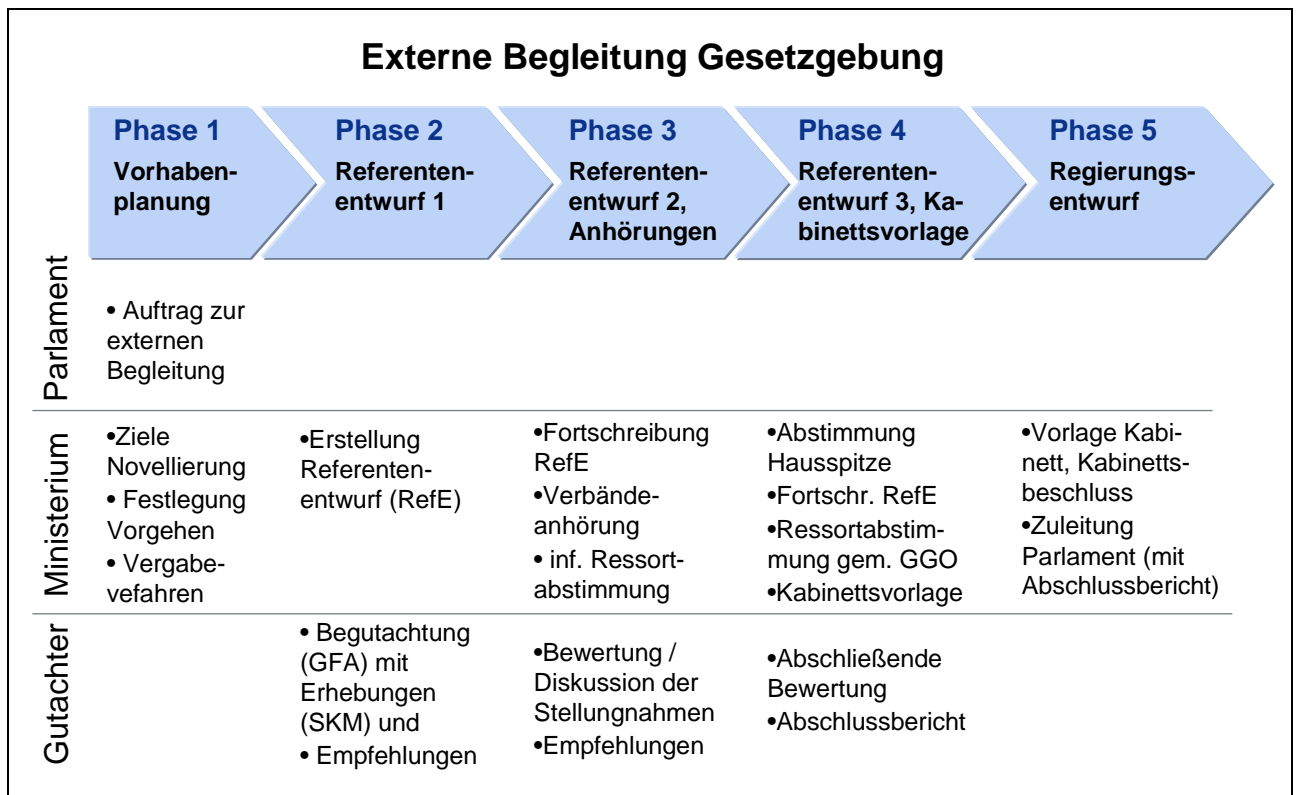 Externe Begleitung Gesetzgebung
Phase 1
Vorhaben-
planung
Phase 2
Referenten-
entwurf 1
Phase 3
Referenten-
entwurf 2,
Anhörungen
Phase 4
Referenten-
entwurf 3, Ka-
binettsvorlage
Phase 5
Regierungs-
entwurf
Parlament
• Auftrag zur
externen
Begleitung
Ministerium
•Ziele
Novellierung
• Festlegung
Vorgehen
• Vergabe-
vefahren
•Erstellung
Referenten-
entwurf (RefE)
•Fortschreibung
RefE
•Verbände-
anhörung
• inf. Ressort-
abstimmung
•Abstimmung
Hausspitze
•Fortschr. RefE
•Ressortabstim-
mung gem. GGO
•Kabinettsvorlage
•Vorlage Kabi-
nett, Kabinetts-
beschluss
•Zuleitung
Parlament (mit
Abschlussbericht)
Gutachter
• Begutachtung
(GFA) mit
Erhebungen
(SKM) und
• Empfehlungen
•Bewertung /
Diskussion der
Stellungnahmen
•Empfehlungen
•Abschließende
Bewertung
•Abschlussbericht